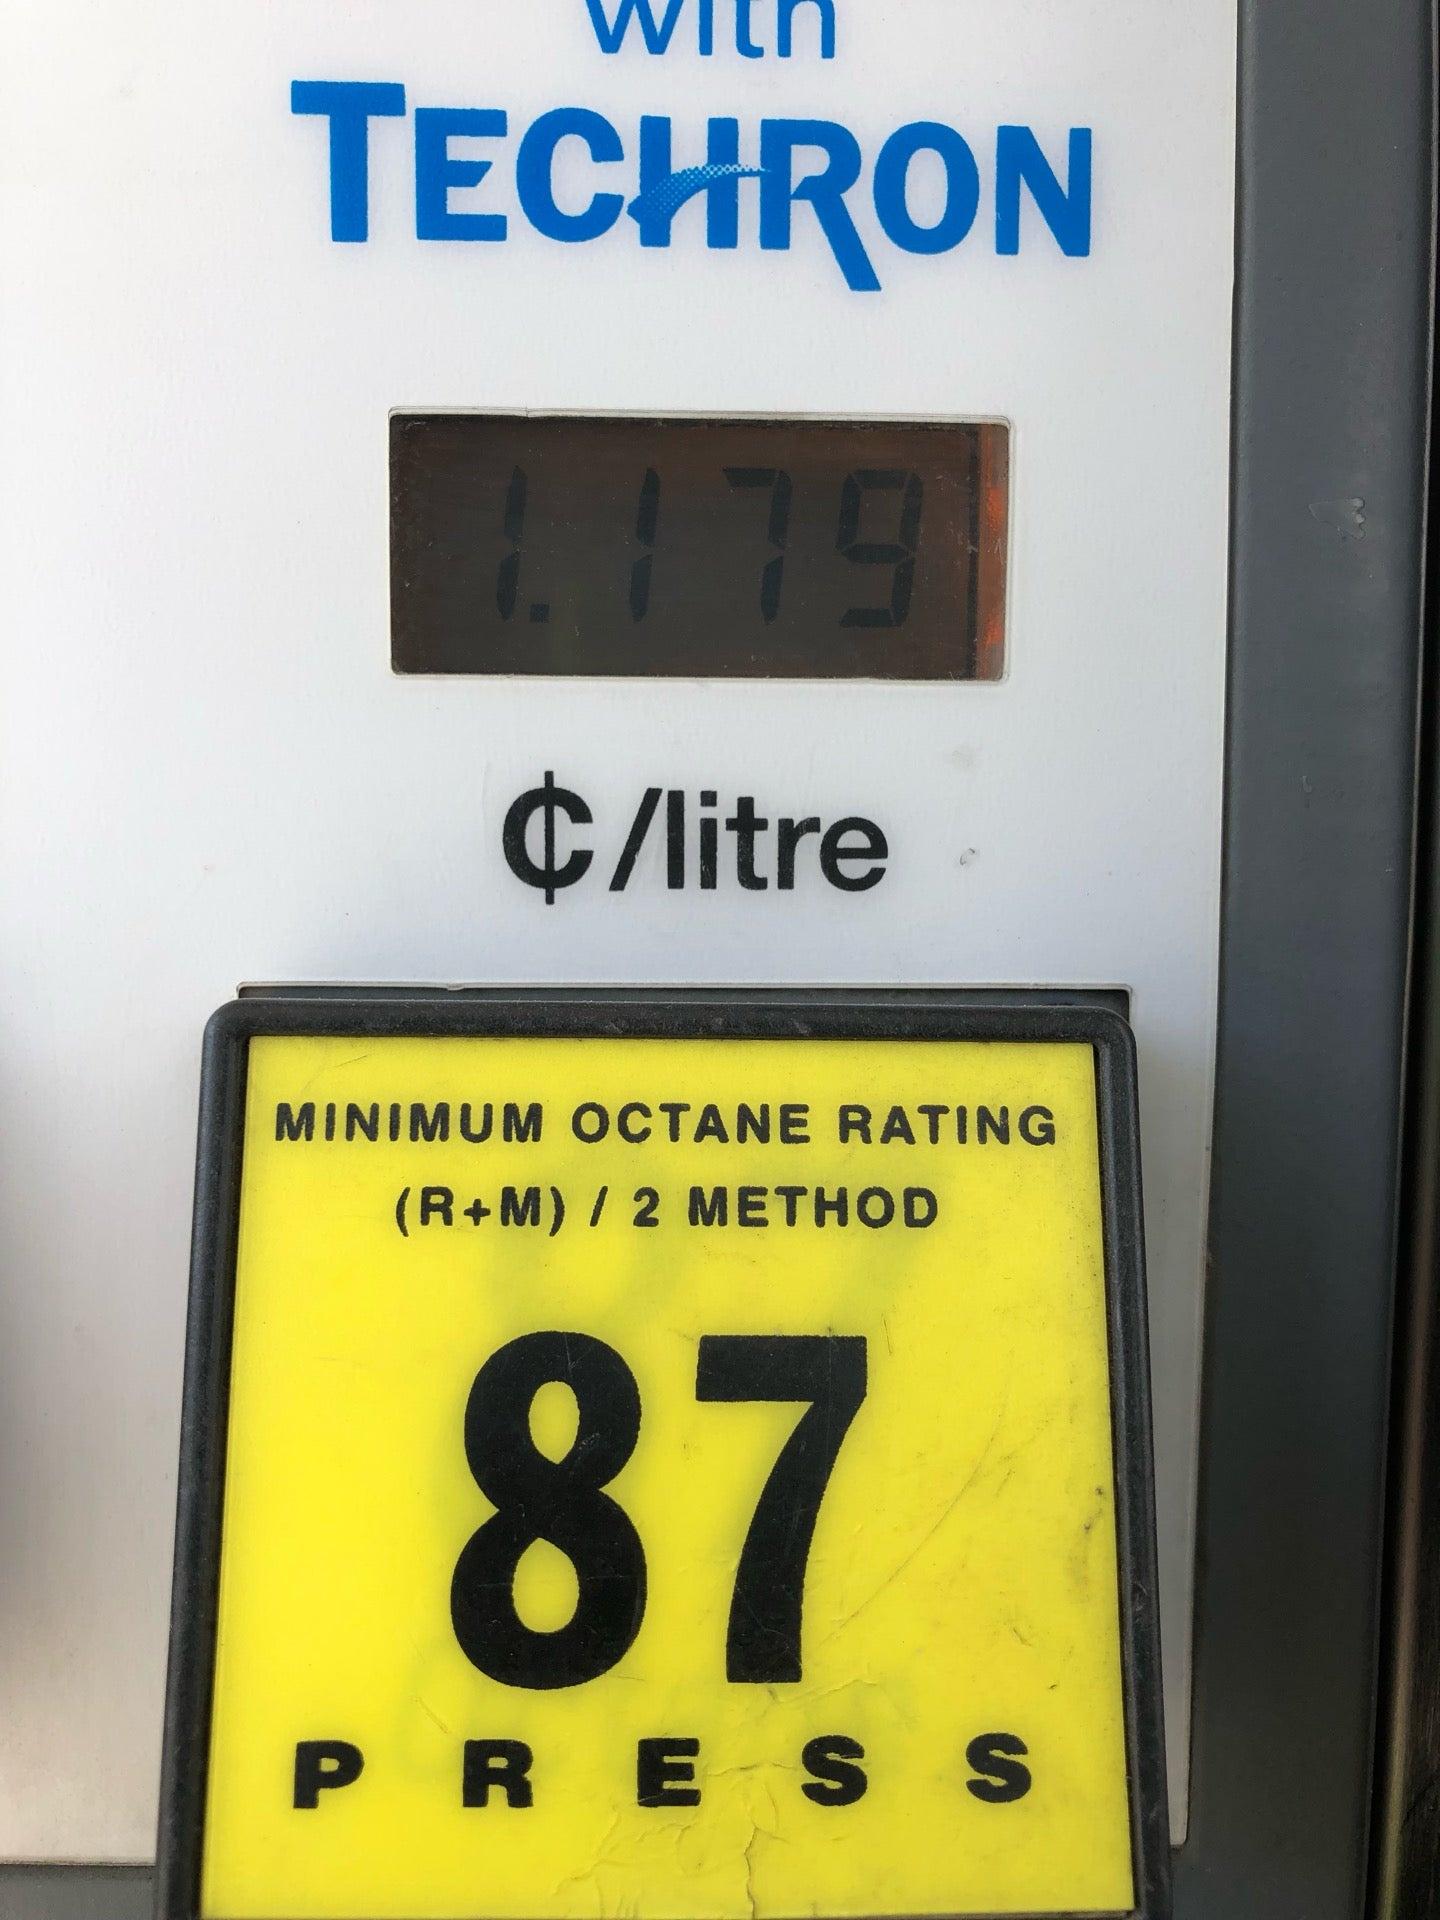 with
TECHRON
1.179
¢/litre
MINIMUM OCTANE RATING
(R+M) / 2 METHOD
87
PRESS